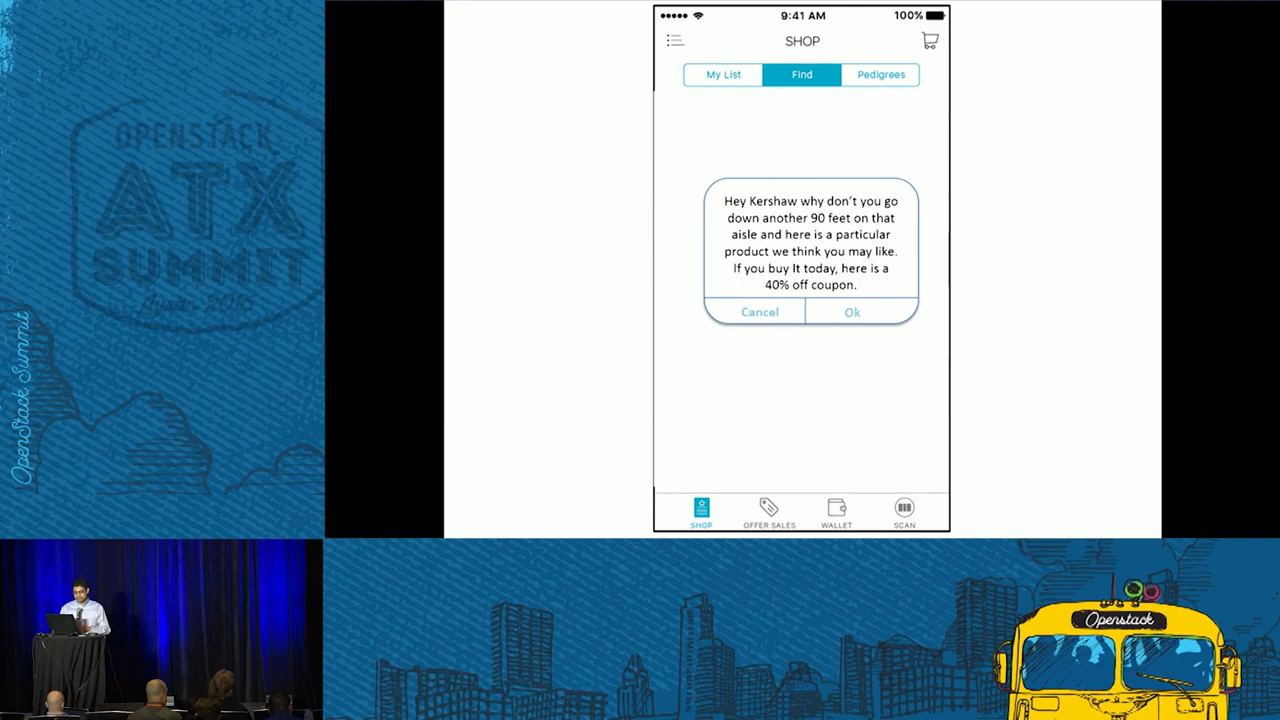 9:41 AM
100%
SHOP
My List
Find
Pedigrees
Hey Kershaw why don't you go
down another 90 feet on that
aisle and here is a particular
product we think you may like.
If you buy It today, here is a
40% off coupon.
Cancel
Ok
SHOP
OFFER SALES
WALLET
SCAN
OPENSTACK
ATX
SUMMIT
OpenStack Summit
Openstack